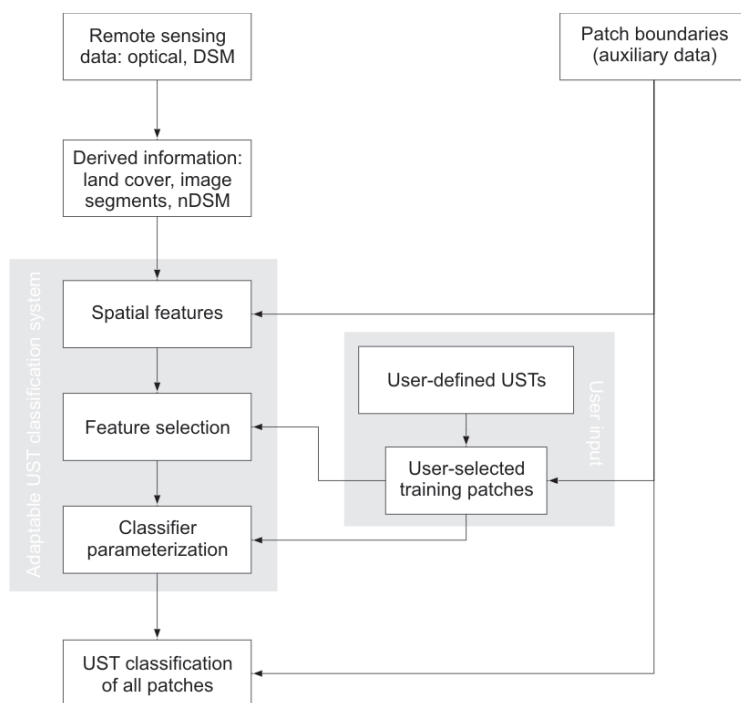 Remote sensing
data: optical, DSM
Patch boundaries
(auxiliary data)
Derived information:
land cover, image
segments, nDSM
Adaptable UST classification system
Spatial features
User-defined USTs
User input
Feature selection
User-selected
training patches
Classifier
parameterization
UST classification
of all patches